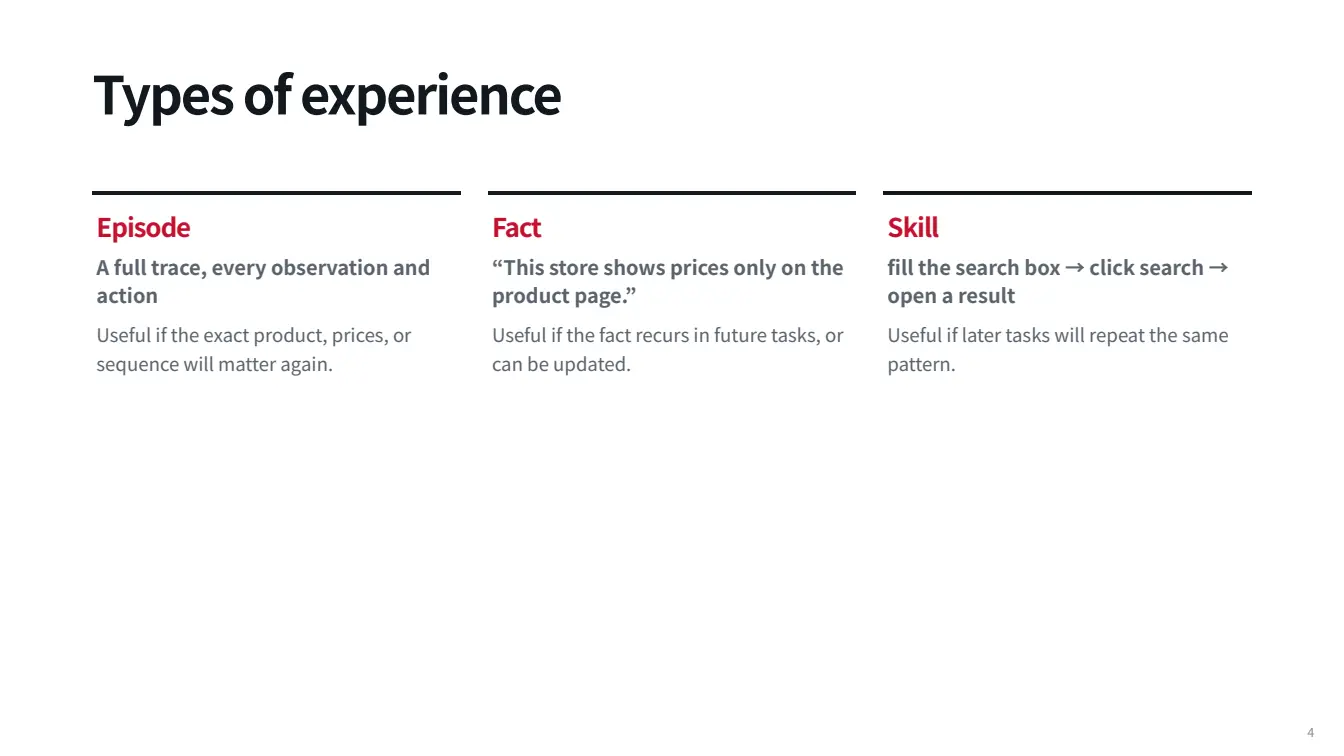 Types of experience
Episode
A full trace, every observation and
action
Useful if the exact product, prices, or
sequence will matter again.
Fact
“This store shows prices only on the
product page.”
Useful if the fact recurs in future tasks, or
can be updated.
Skill
fill the search box → click search →
open a result
Useful if later tasks will repeat the same
pattern.
4